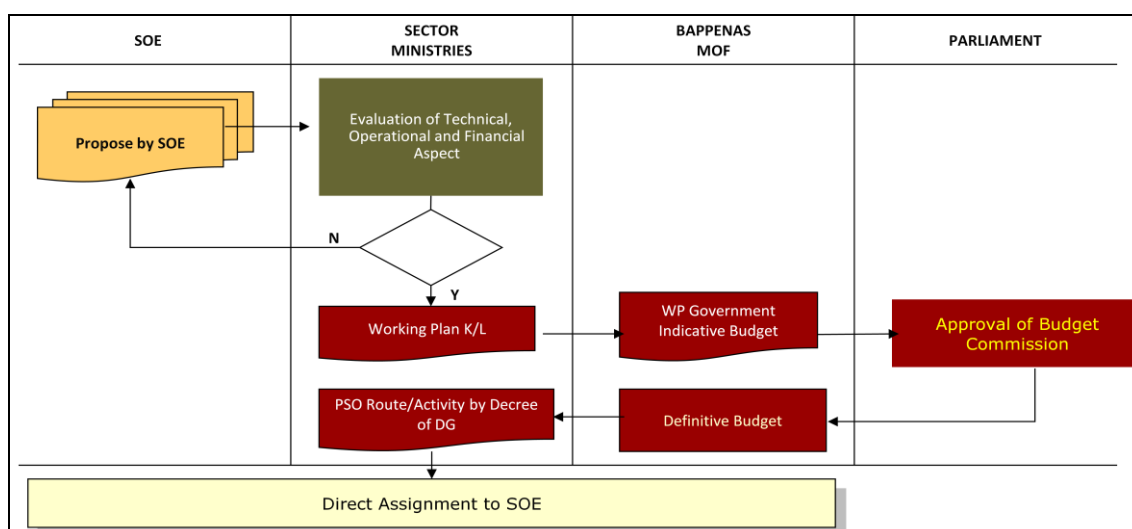 SOE
SECTOR
MINISTRIES
BAPPENAS
MOF
PARLIAMENT
Propose by SOE
Evaluation of Technical,
Operational and Financial
Aspect
N
Y
Working Plan K/L
WP Government
Indicative Budget
Approval of Budget
Commission
PSO Route/Activity by Decree
of DG
Definitive Budget
Direct Assignment to SOE